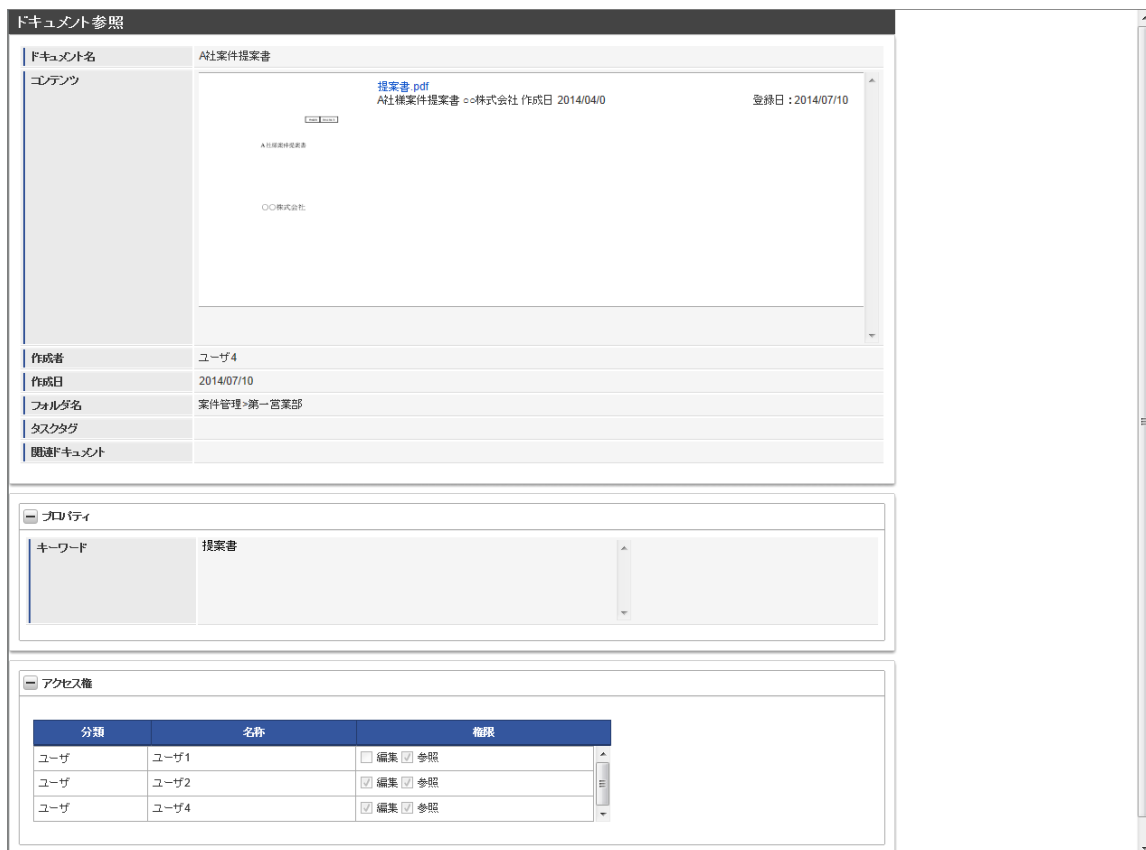 ドキュメント参照
ドキュメント名 A社案件提案書
コンテンツ
提案書.pdf
A社様案件提案書 ○○株式会社 作成日 2014/04/0 登録日：2014/07/10
A社様案件提案書
〇〇株式会社
作成者 ユーザ4
作成日 2014/07/10
フォルダ名 案件管理>第一営業部
タスクタグ
関連ドキュメント
プロパティ
キーワード 提案書
アクセス権
分類 名称 権限
ユーザ ユーザ1 編集 参照
ユーザ ユーザ2 編集 参照
ユーザ ユーザ4 編集 参照